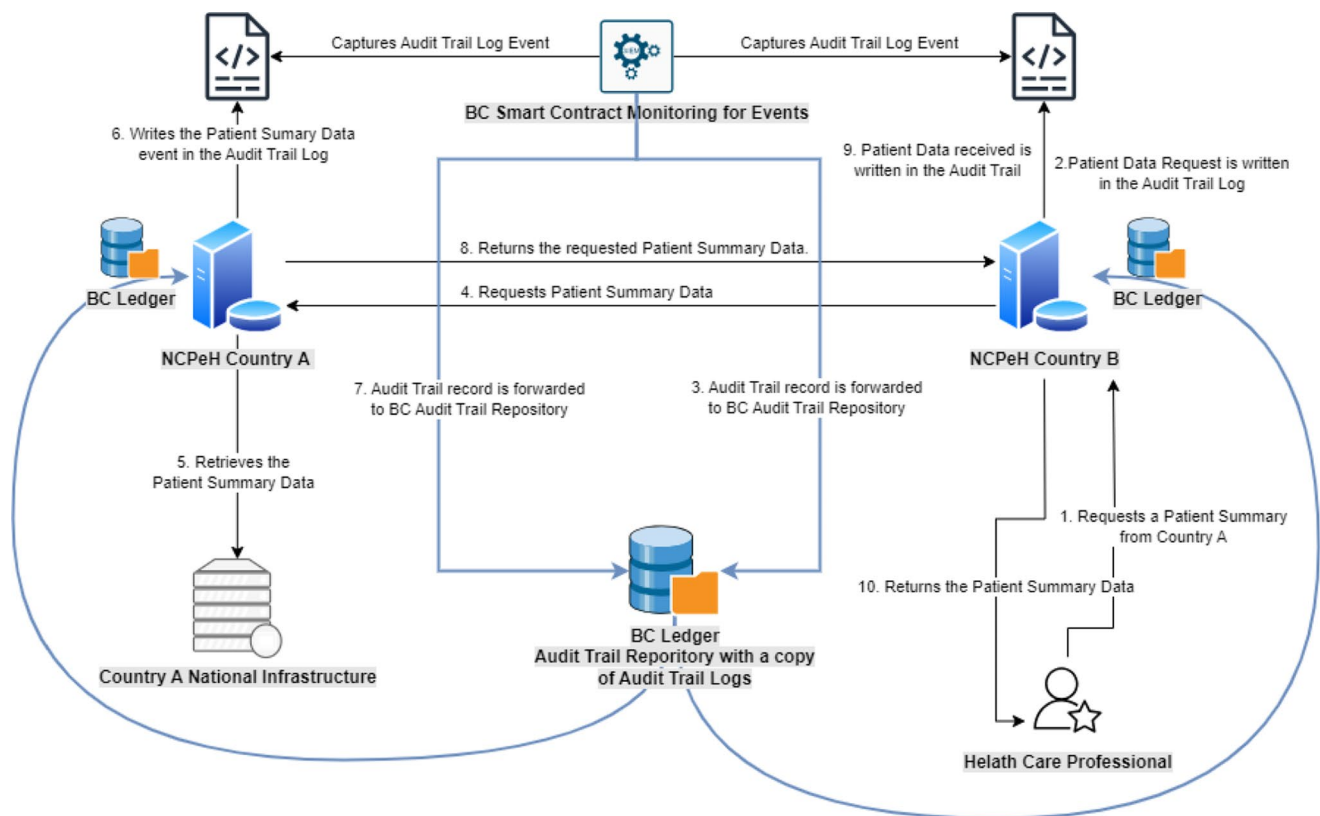 Captures Audit Trail Log Event
SIEM
Captures Audit Trail Log Event
BC Smart Contract Monitoring for Events
6. Writes the Patient Sumary Data
event in the Audit Trail Log
9. Patient Data received is
written in the Audit Trail
2.Patient Data Request is written
in the Audit Trail Log
BC Ledger
8. Returns the requested Patient Summary Data.
4. Requests Patient Summary Data
BC Ledger
NCPeH Country A
NCPeH Country B
7. Audit Trail record is forwarded
to BC Audit Trail Repository
3. Audit Trail record is forwarded
to BC Audit Trail Repository
5. Retrieves the
Patient Summary Data
1. Requests a Patient Summary
from Country A
10. Returns the Patient Summary Data
BC Ledger
Audit Trail Reporitory with a copy
of Audit Trail Logs
Country A National Infrastructure
Helath Care Professional